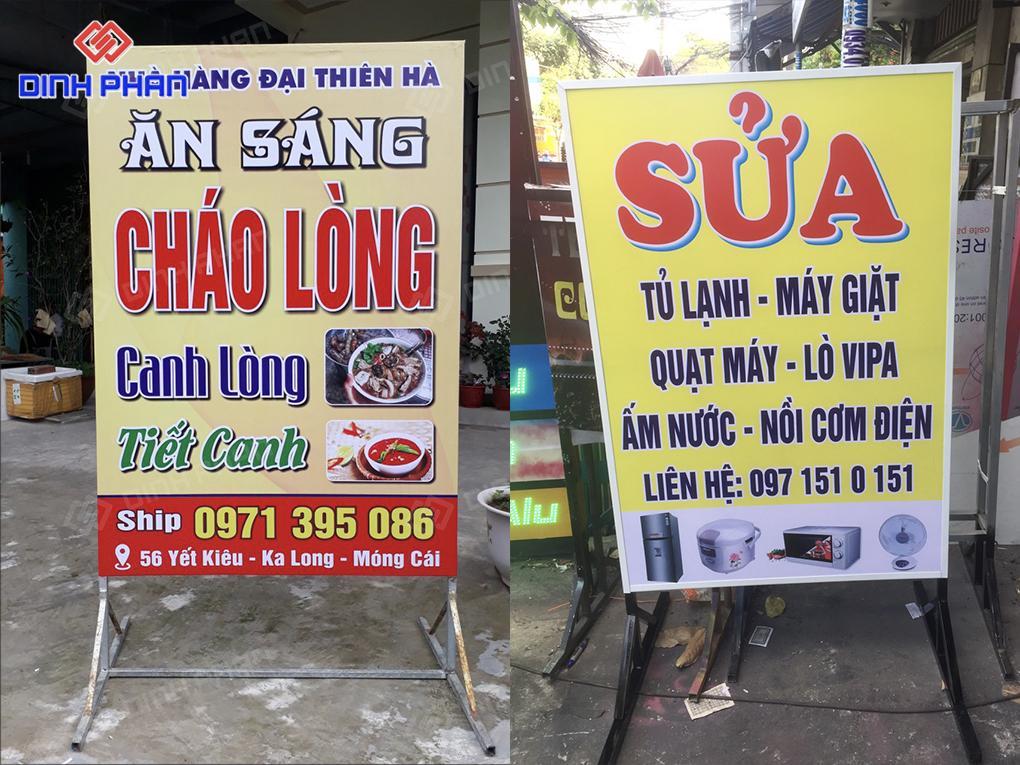 DINH PHAN
HÀNG ĐẠI THIÊN HÀ
ĂN SÁNG
CHÁO LÒNG
Canh Lòng
Tiết Canh
Ship 0971 395 086
56 Yết Kiêu - Ka Long - Móng Cái
SỬA
TỦ LẠNH - MÁY GIẶT
QUẠT MÁY - LÒ VIPA
ẤM NƯỚC - NỒI CƠM ĐIỆN
LIÊN HỆ: 097 151 0 151
Alu